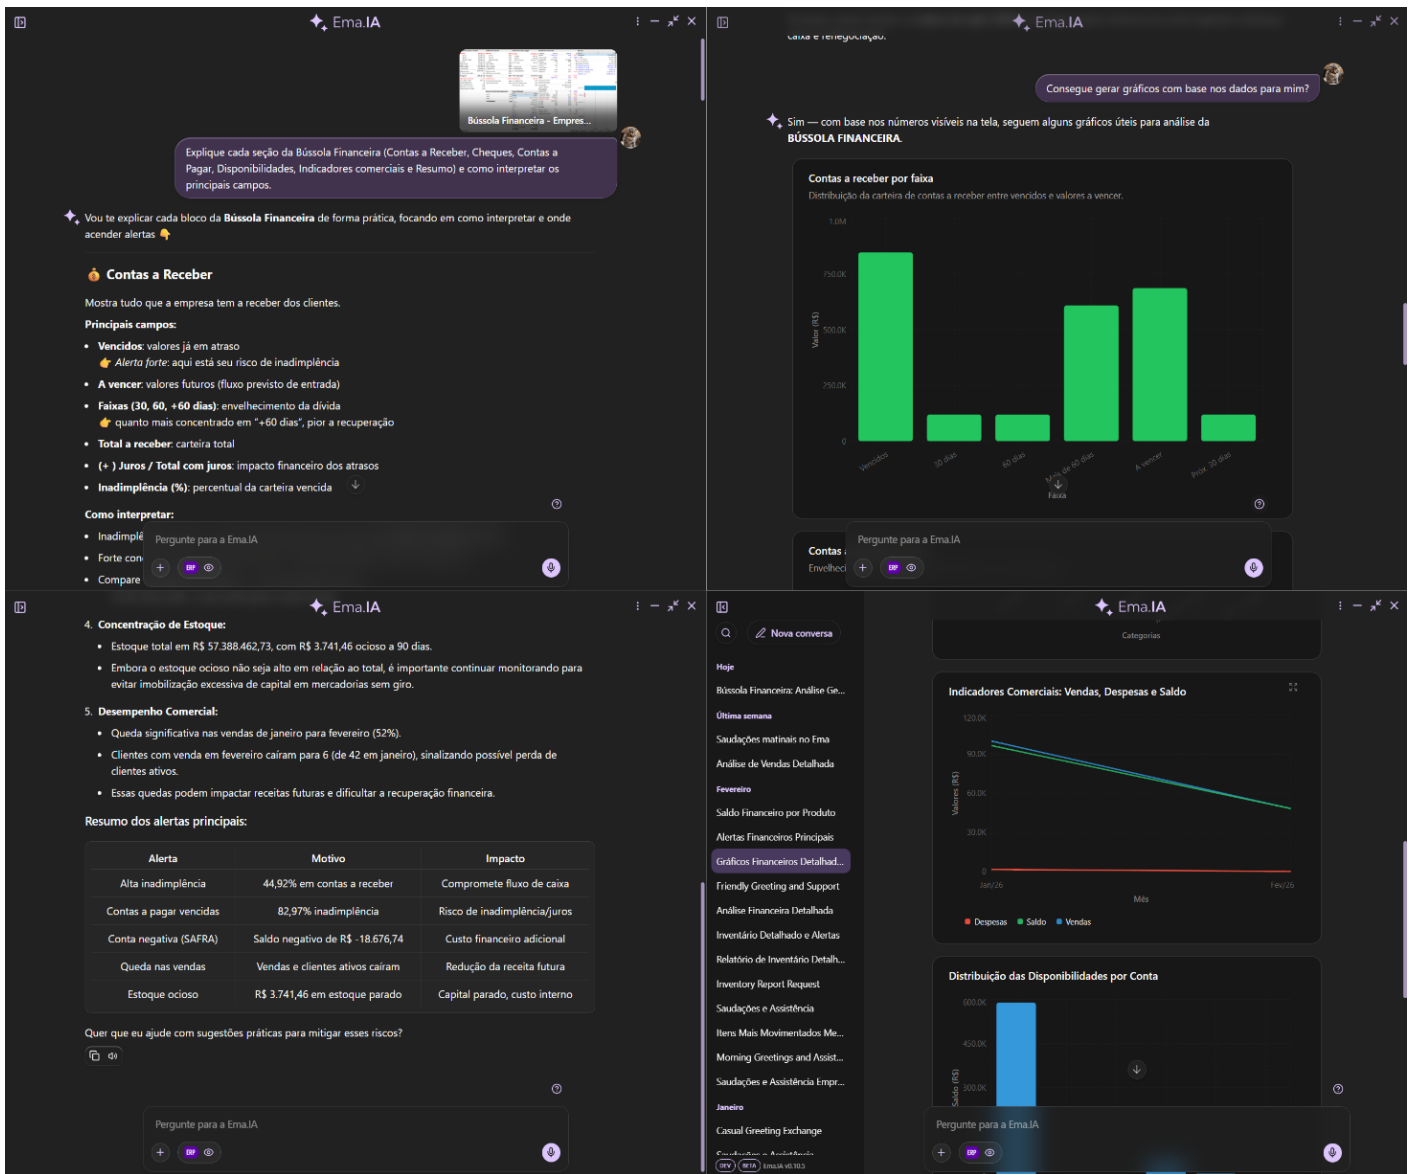 Ema.IA
Bússola Financeira - Empres...
Explique cada seção da Bússola Financeira (Contas a Receber, Cheques, Contas a
Pagar, Disponibilidades, Indicadores comerciais e Resumo) e como interpretar os
principais campos.
Vou te explicar cada bloco da Bússola Financeira de forma prática, focando em como interpretar e onde
acender alertas 👇
💰 Contas a Receber
Mostra tudo que a empresa tem a receber dos clientes.
Principais campos:
• Vencidos: valores já em atraso
👉 Alerta forte: aqui está seu risco de inadimplência
• A vencer: valores futuros (fluxo previsto de entrada)
• Faixas (30, 60, +60 dias): envelhecimento da dívida
👉 quanto mais concentrado em "+60 dias", pior a recuperação
• Total a receber: carteira total
• (+ ) Juros / Total com juros: impacto financeiro dos atrasos
• Inadimplência (%): percentual da carteira vencida
Como interpretar:
• Inadimplê
• Forte con
• Compare
Pergunte para a Ema.IA
ERP
Ema.IA
caixa e renegociação.
Consegue gerar gráficos com base nos dados para mim?
Sim — com base nos números visíveis na tela, seguem alguns gráficos úteis para análise da
BÚSSOLA FINANCEIRA.
Contas a receber por faixa
Distribuição da carteira de contas a receber entre vencidos e valores a vencer.
1.0M
750.0K
500.0K
250.0K
0
Valor (R$)
Vencidos
30 dias
60 dias
Mais de 60 dias
A vencer
Próx. 30 dias
Faixa
Contas
Envelheci
Pergunte para a Ema.IA
ERP
Ema.IA
4. Concentração de Estoque:
• Estoque total em R$ 57.388.462,73, com R$ 3.741,46 ocioso a 90 dias.
• Embora o estoque ocioso não seja alto em relação ao total, é importante continuar monitorando para
evitar imobilização excessiva de capital em mercadorias sem giro.
5. Desempenho Comercial:
• Queda significativa nas vendas de janeiro para fevereiro (52%).
• Clientes com venda em fevereiro caíram para 6 (de 42 em janeiro), sinalizando possível perda de
clientes ativos.
• Essas quedas podem impactar receitas futuras e dificultar a recuperação financeira.
Resumo dos alertas principais:
Alerta Motivo Impacto
Alta inadimplência 44,92% em contas a receber Compromete fluxo de caixa
Contas a pagar vencidas 82,97% inadimplência Risco de inadimplência/juros
Conta negativa (SAFRA) Saldo negativo de R$ -18.676,74 Custo financeiro adicional
Queda nas vendas Vendas e clientes ativos caíram Redução da receita futura
Estoque ocioso R$ 3.741,46 em estoque parado Capital parado, custo interno
Quer que eu ajude com sugestões práticas para mitigar esses riscos?
Pergunte para a Ema.IA
ERP
Ema.IA
Nova conversa
Hoje
Bússola Financeira: Análise Ge...
Última semana
Saudações matinais no Ema
Análise de Vendas Detalhada
Fevereiro
Saldo Financeiro por Produto
Alertas Financeiros Principais
Gráficos Financeiros Detalhad...
Friendly Greeting and Support
Análise Financeira Detalhada
Inventário Detalhado e Alertas
Relatório de Inventário Detalh...
Inventory Report Request
Saudações e Assistência
Itens Mais Movimentados Me...
Morning Greetings and Assist...
Saudações e Assistência Empr...
Janeiro
Casual Greeting Exchange
Saudações e Assistência
DEV BETA Ema.IA v0.10.5
Categorias
Indicadores Comerciais: Vendas, Despesas e Saldo
120.0K
90.0K
60.0K
30.0K
0
Valores (R$)
Jan/26
Fev/26
Mês
Despesas Saldo Vendas
Distribuição das Disponibilidades por Conta
600.0K
450.0K
300.0K
Saldo (R$)
Pergunte para a Ema.IA
ERP